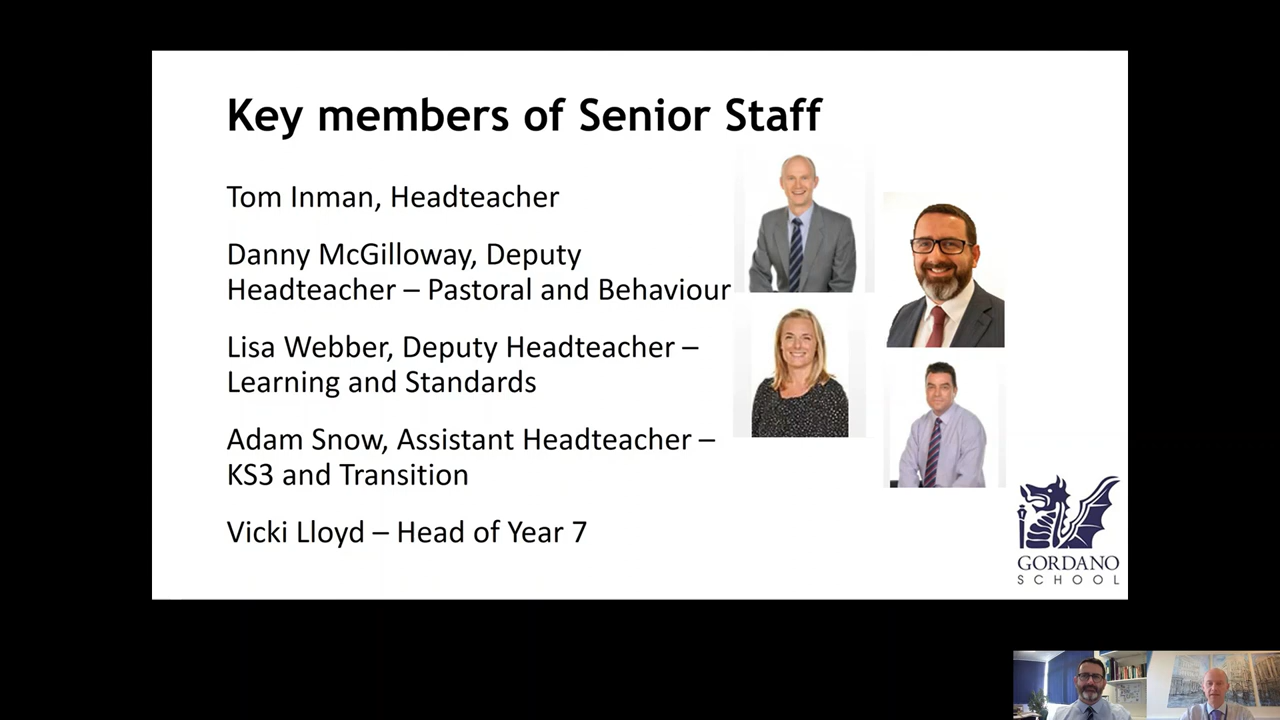 Key members of Senior Staff
Tom Inman, Headteacher
Danny McGilloway, Deputy
Headteacher – Pastoral and Behaviour
Lisa Webber, Deputy Headteacher –
Learning and Standards
Adam Snow, Assistant Headteacher –
KS3 and Transition
Vicki Lloyd – Head of Year 7
GORDANO
SCHOOL